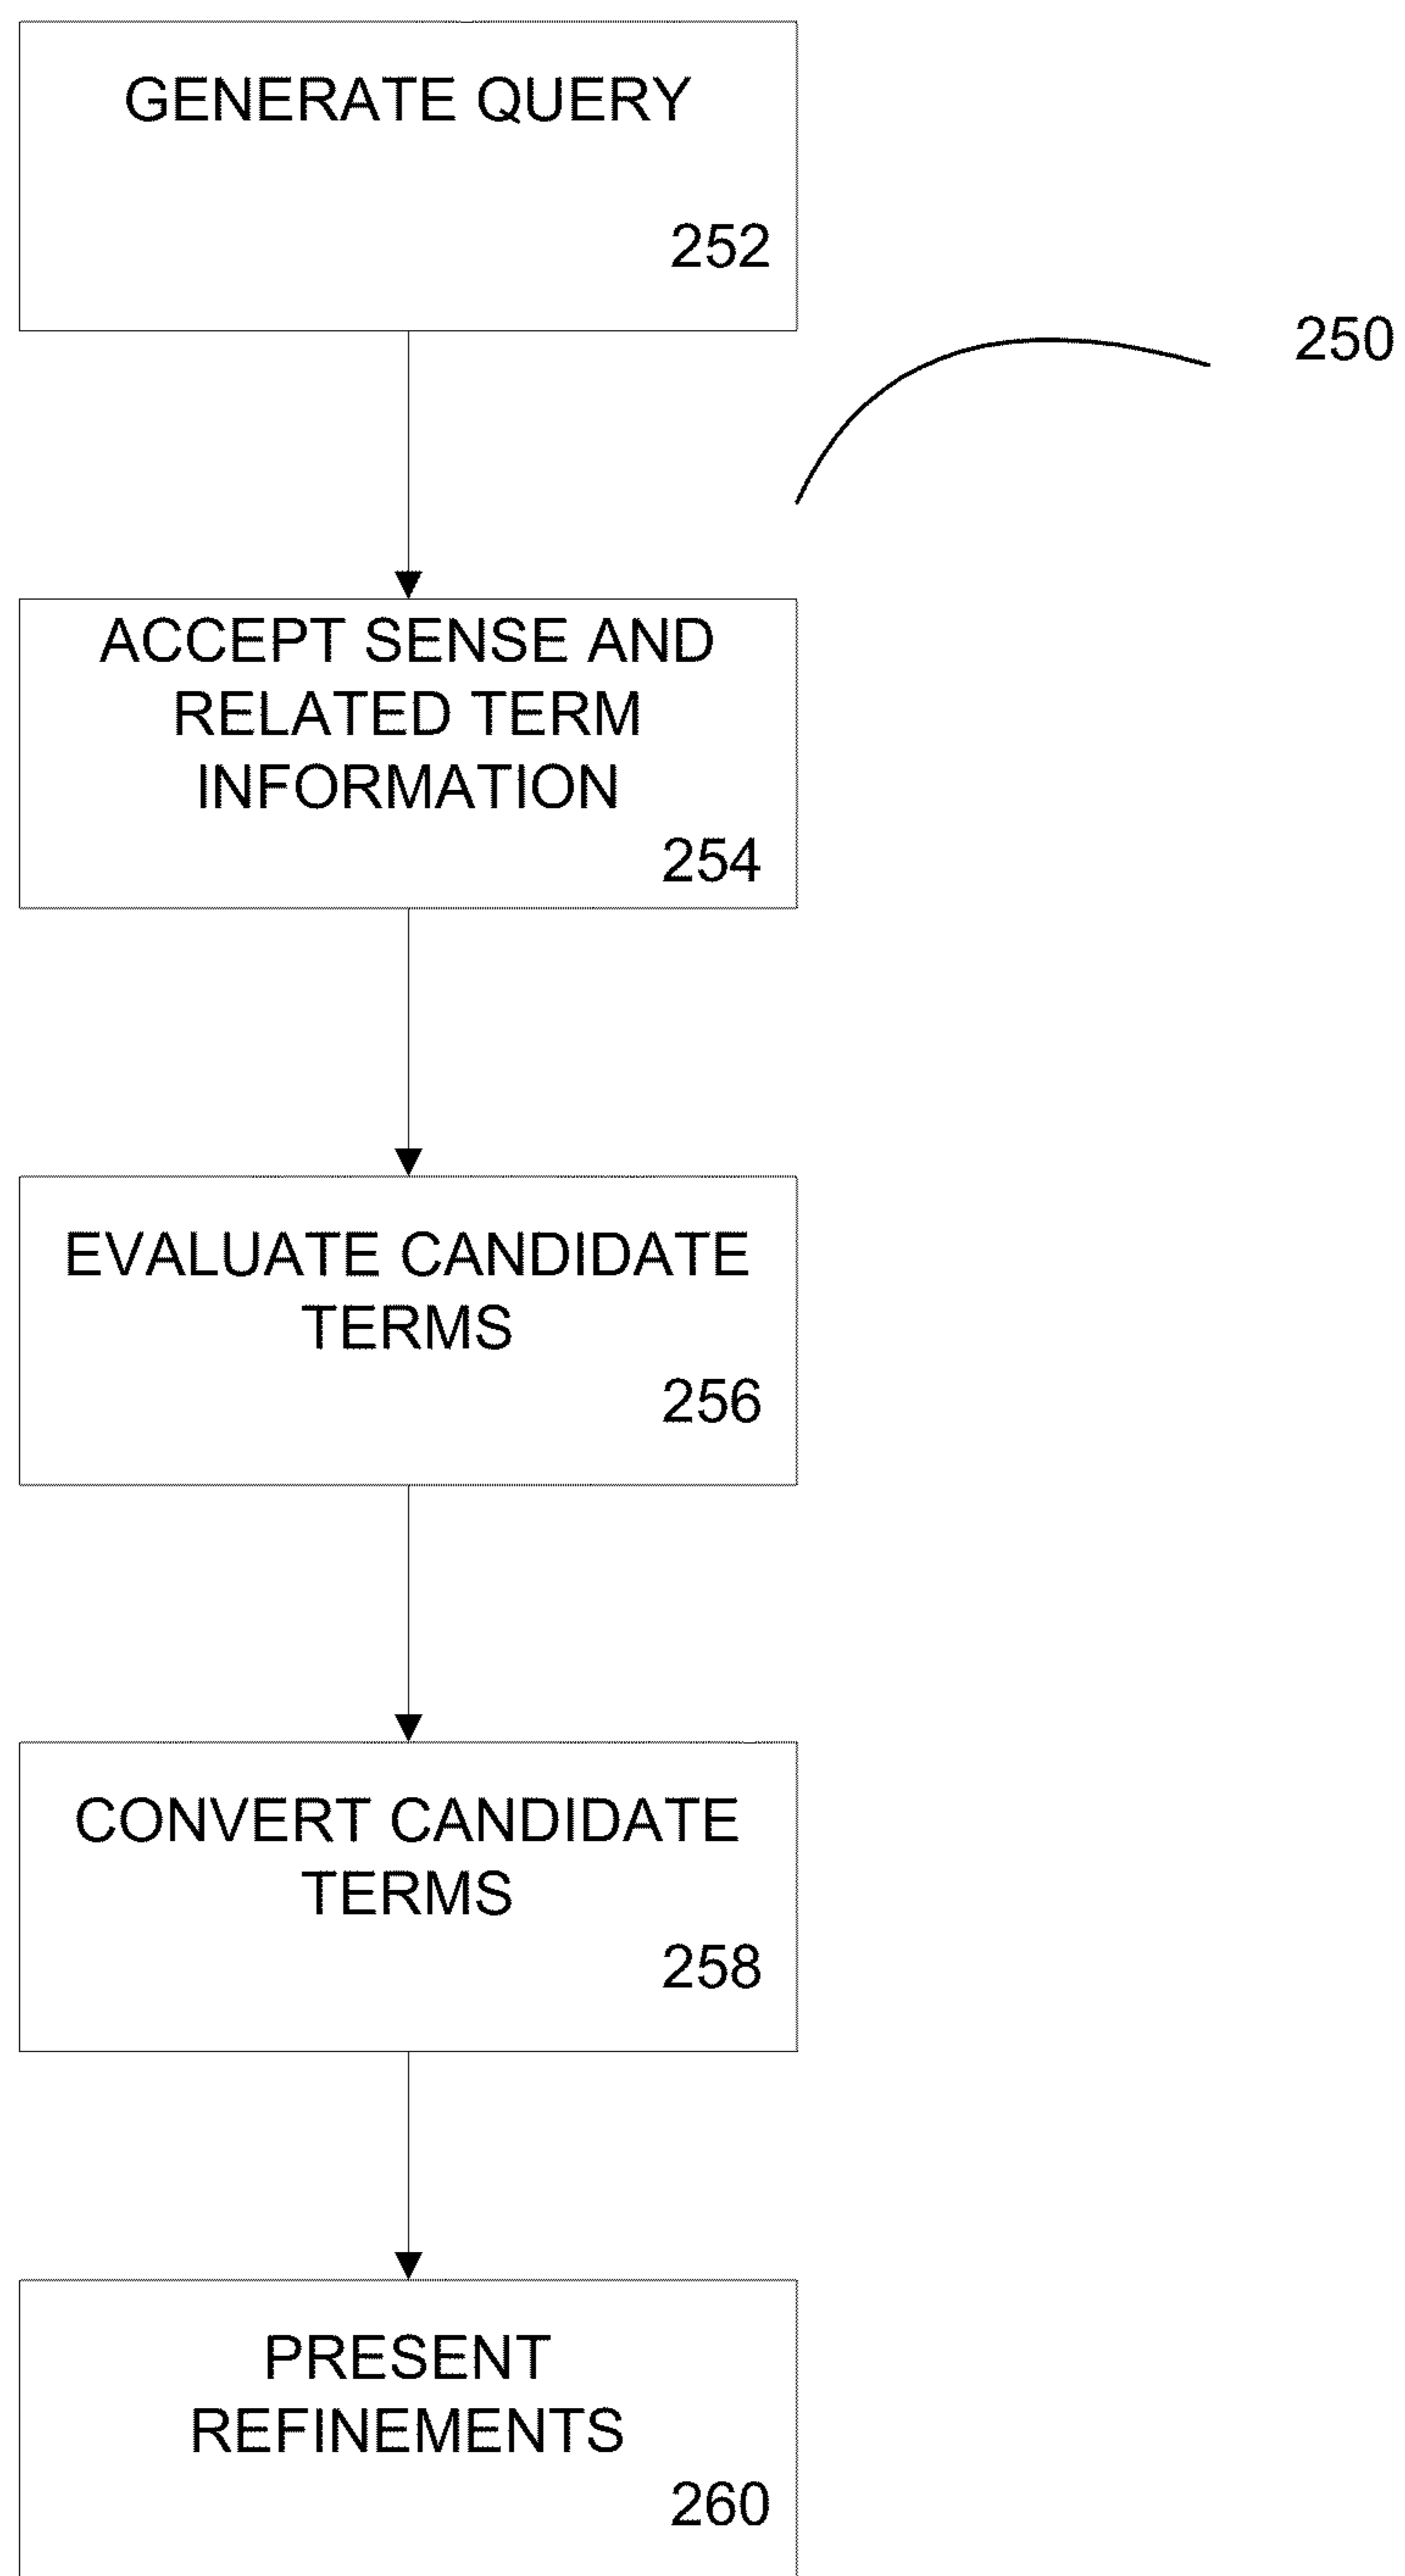 GENERATE QUERY
252
250
ACCEPT SENSE AND
RELATED TERM
INFORMATION
254
EVALUATE CANDIDATE
TERMS
256
CONVERT CANDIDATE
TERMS
258
PRESENT
REFINEMENTS
260